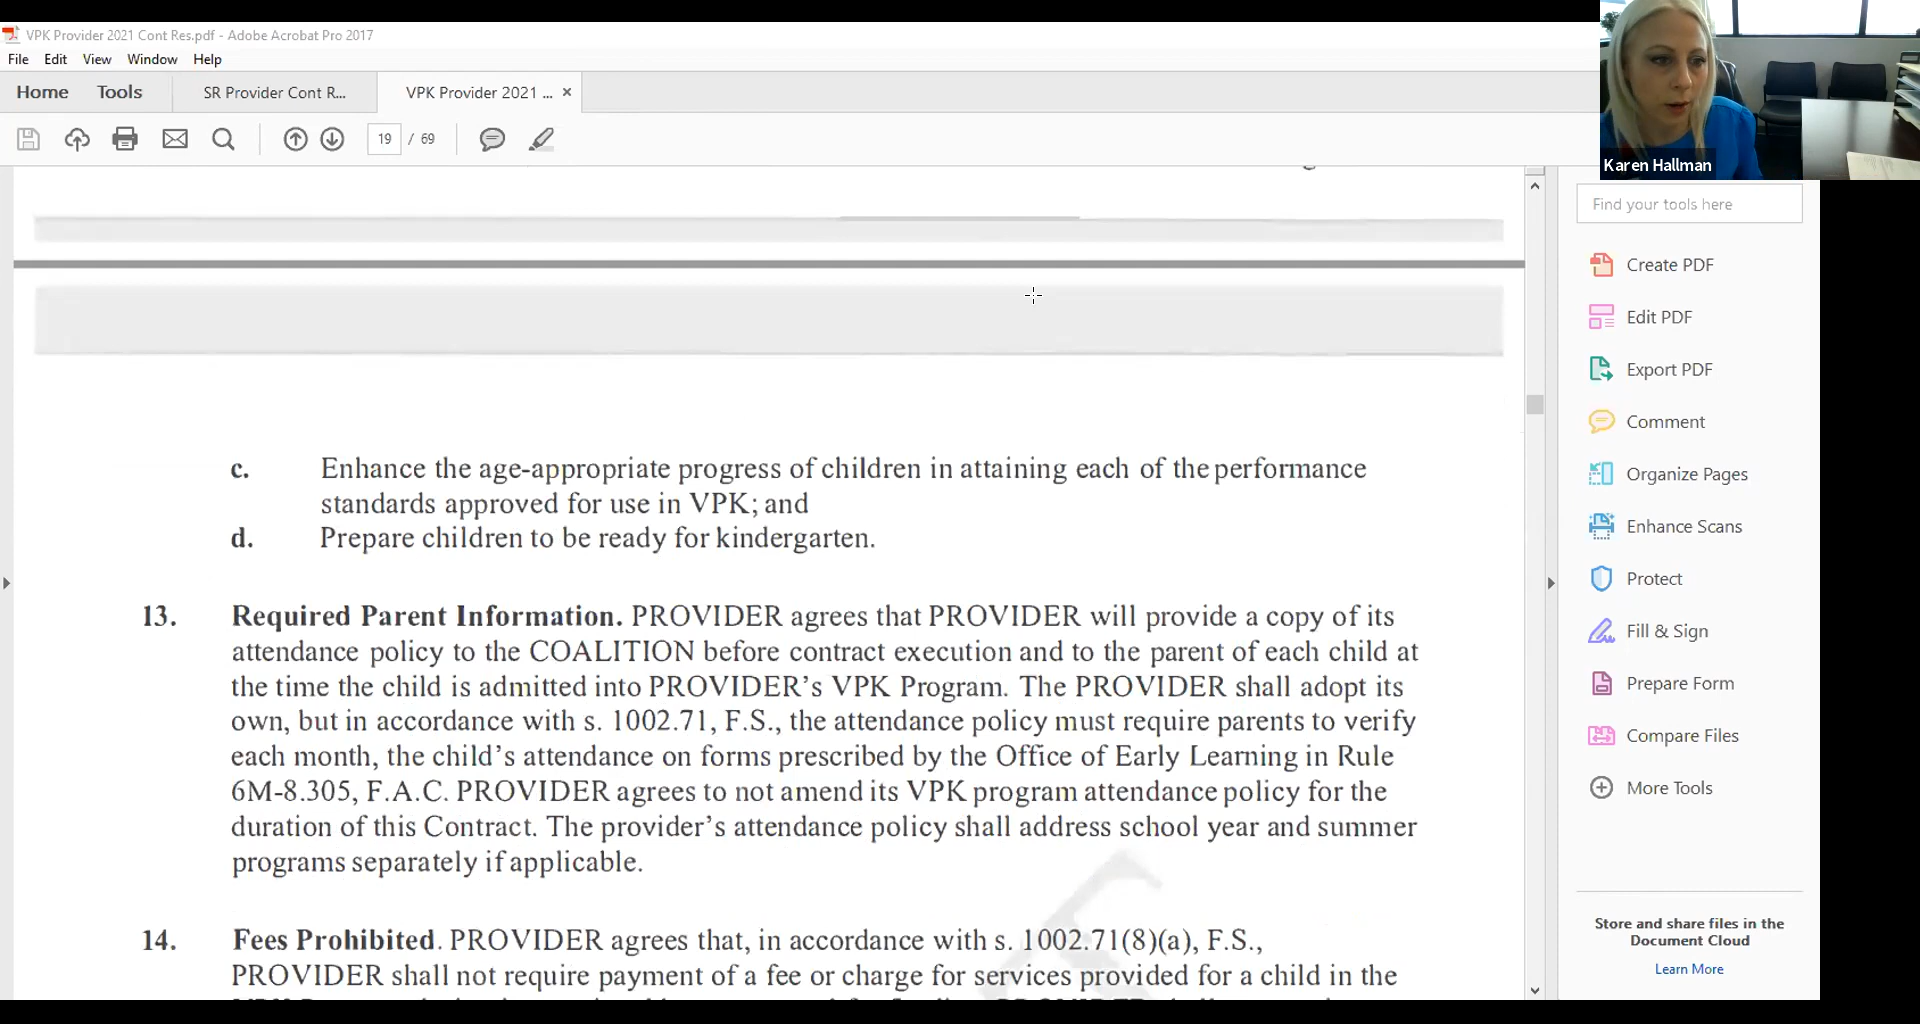 VPK Provider 2021 Cont Res.pdf - Adobe Acrobat Pro 2017
File Edit View Window Help
Home Tools SR Provider Cont R... VPK Provider 2021 ... ×
19 / 69
Karen Hallman
Find your tools here
Create PDF
Edit PDF
Export PDF
Comment
Organize Pages
Enhance Scans
Protect
Fill & Sign
Prepare Form
Compare Files
More Tools
Store and share files in the
Document Cloud
Learn More
c. Enhance the age-appropriate progress of children in attaining each of the performance
standards approved for use in VPK; and
d. Prepare children to be ready for kindergarten.
13. Required Parent Information. PROVIDER agrees that PROVIDER will provide a copy of its
attendance policy to the COALITION before contract execution and to the parent of each child at
the time the child is admitted into PROVIDER's VPK Program. The PROVIDER shall adopt its
own, but in accordance with s. 1002.71, F.S., the attendance policy must require parents to verify
each month, the child's attendance on forms prescribed by the Office of Early Learning in Rule
6M-8.305, F.A.C. PROVIDER agrees to not amend its VPK program attendance policy for the
duration of this Contract. The provider's attendance policy shall address school year and summer
programs separately if applicable.
14. Fees Prohibited. PROVIDER agrees that, in accordance with s. 1002.71(8)(a), F.S.,
PROVIDER shall not require payment of a fee or charge for services provided for a child in the